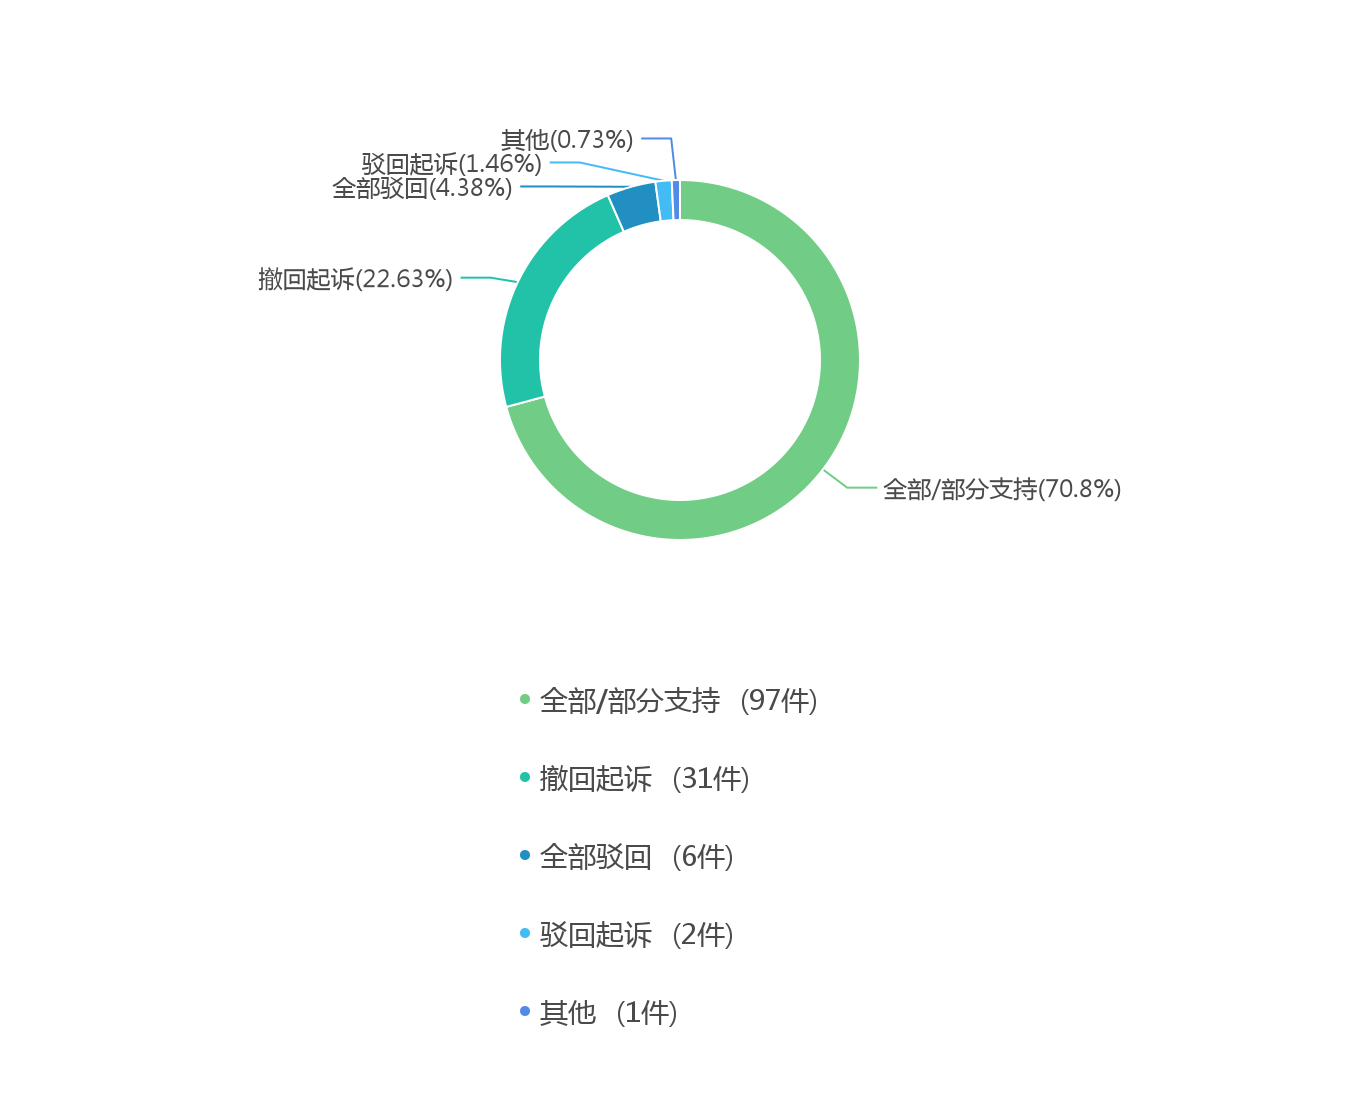 其他(0.73%)
驳回起诉(1.46%)
全部驳回(4.38%)
撤回起诉(22.63%)
全部/部分支持(70.8%)
全部/部分支持 (97件)
撤回起诉 (31件)
全部驳回 (6件)
驳回起诉 (2件)
其他 (1件)